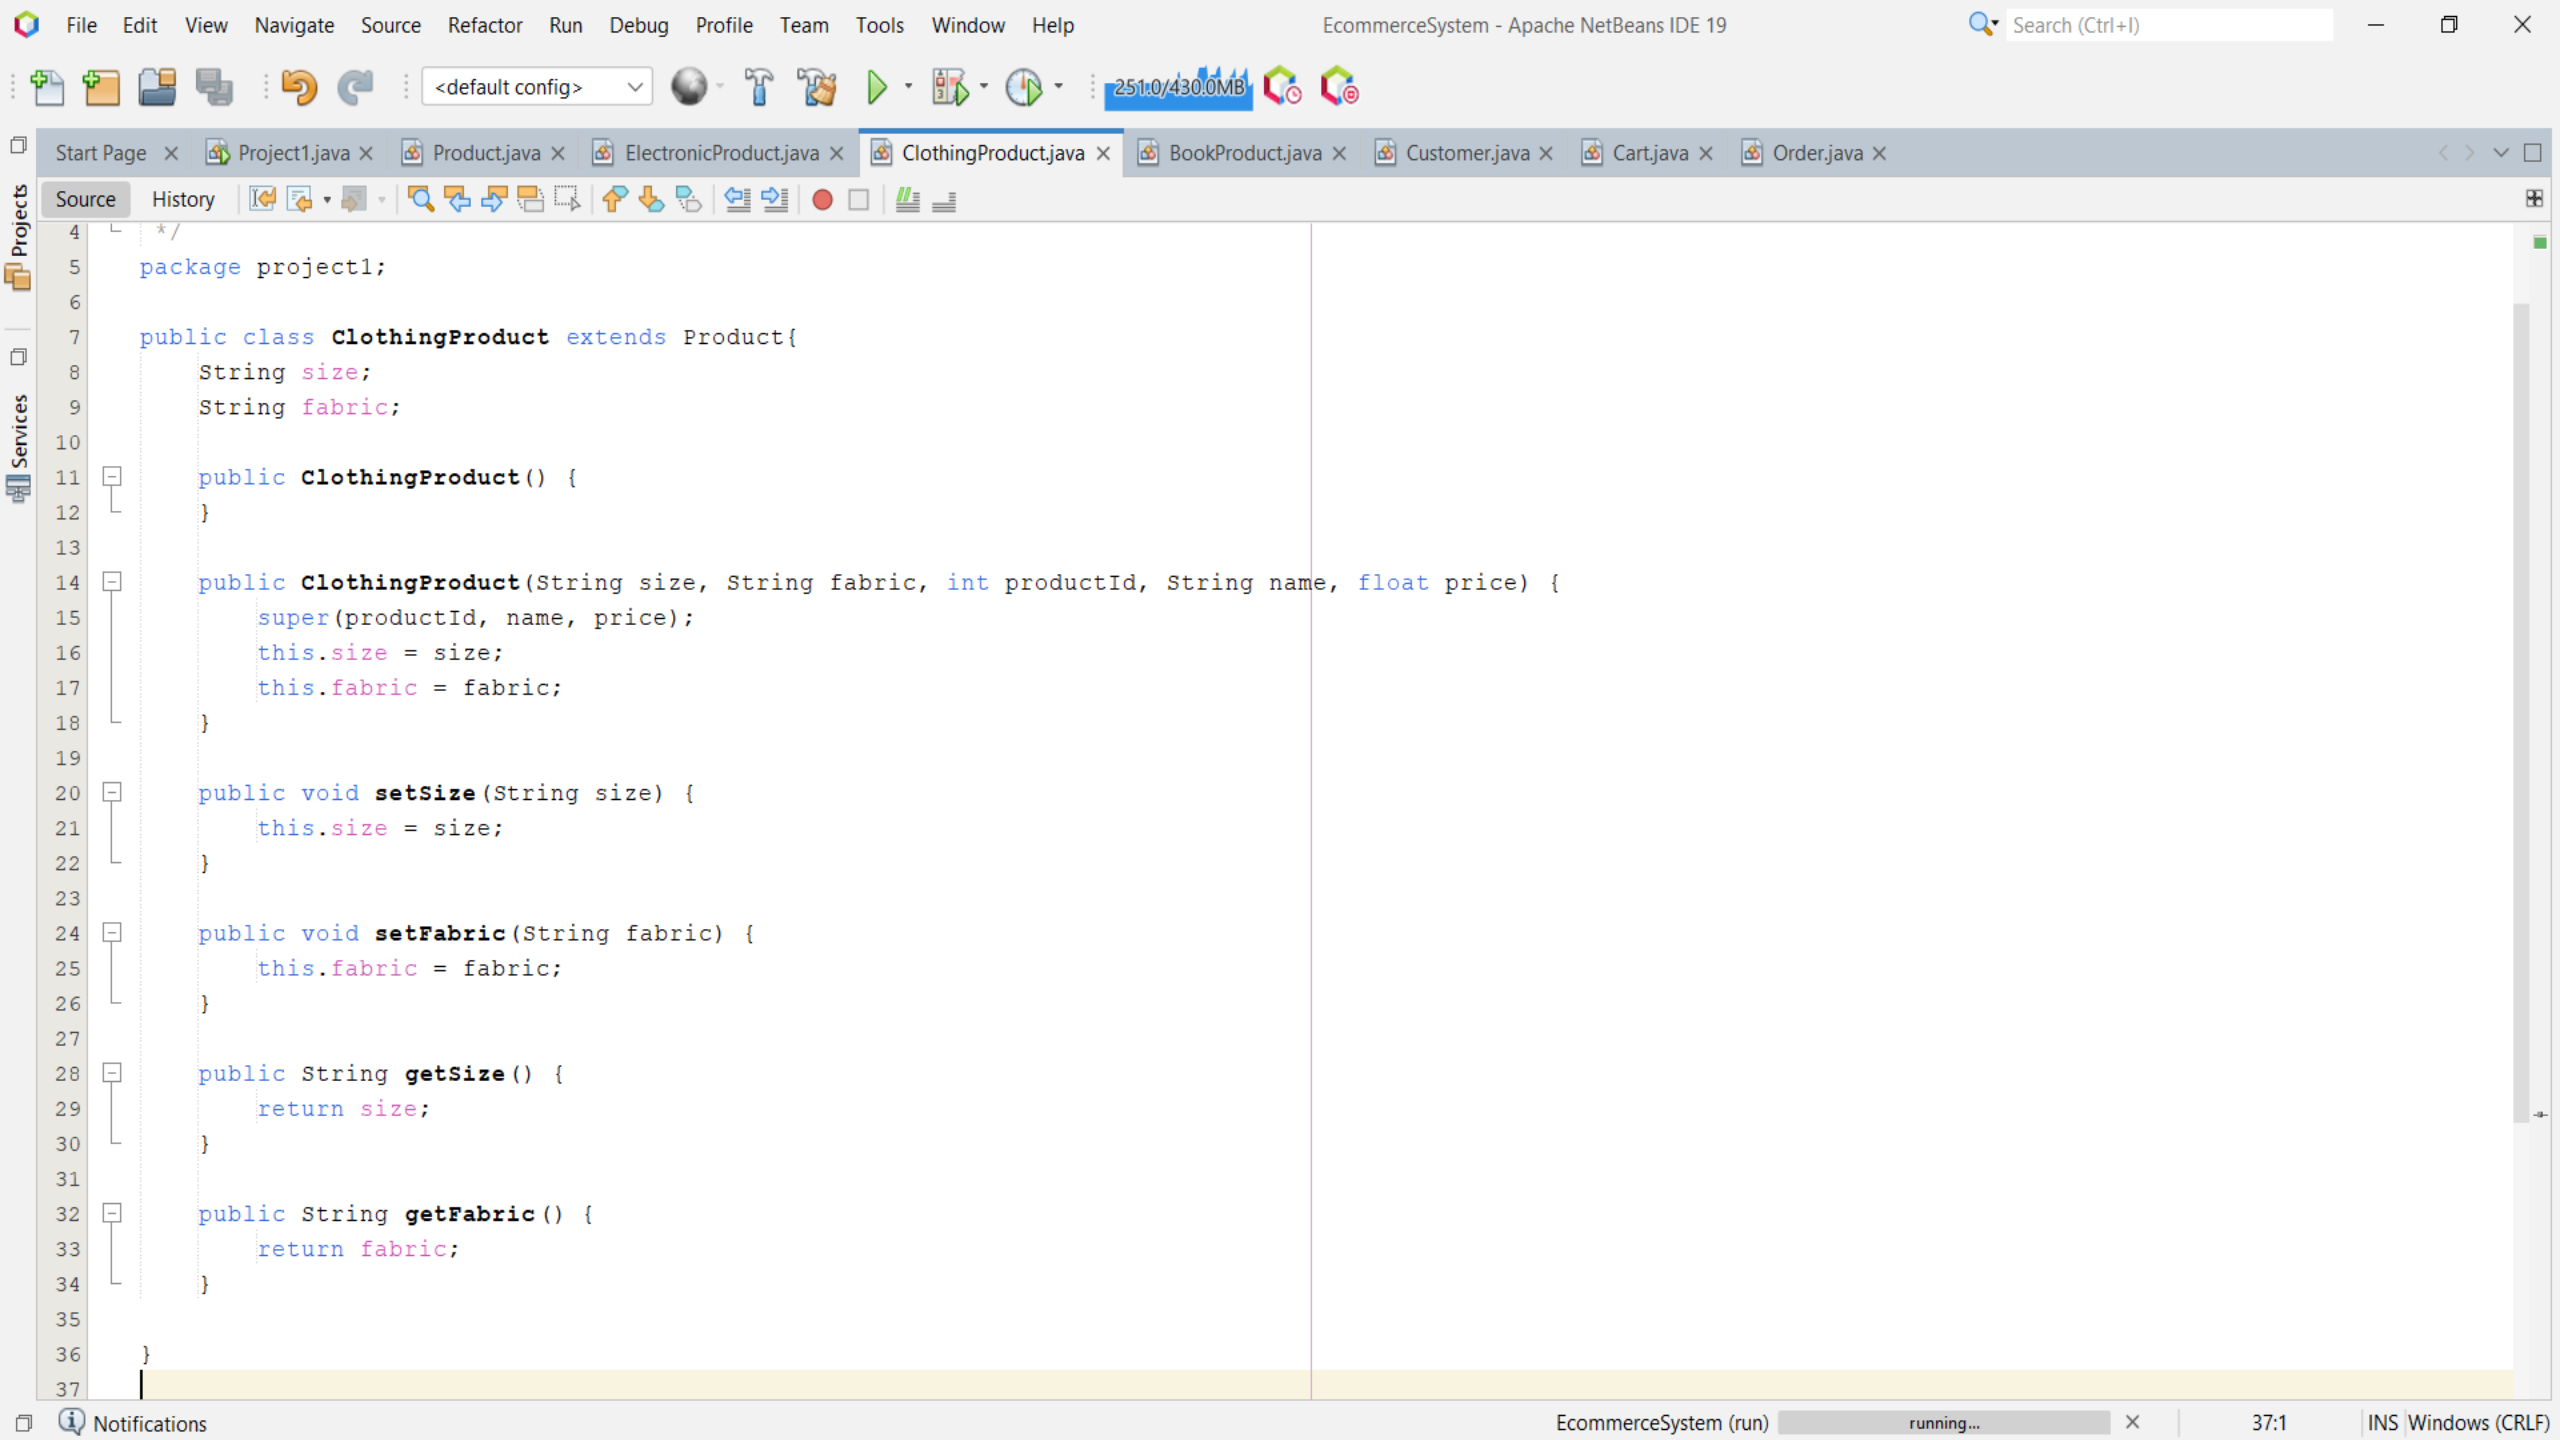 File Edit View Navigate Source Refactor Run Debug Profile Team Tools Window Help EcommerceSystem - Apache NetBeans IDE 19 Search (Ctrl+I)
<default config> 251.0/430.0MB
Start Page Project1.java Product.java ElectronicProduct.java ClothingProduct.java BookProduct.java Customer.java Cart.java Order.java
Source History
Projects
Services
4 */
5 package project1;
6
7 public class ClothingProduct extends Product{
8 String size;
9 String fabric;
10
11 public ClothingProduct() {
12 }
13
14 public ClothingProduct(String size, String fabric, int productId, String name, float price) {
15 super(productId, name, price);
16 this.size = size;
17 this.fabric = fabric;
18 }
19
20 public void setSize(String size) {
21 this.size = size;
22 }
23
24 public void setFabric(String fabric) {
25 this.fabric = fabric;
26 }
27
28 public String getSize() {
29 return size;
30 }
31
32 public String getFabric() {
33 return fabric;
34 }
35
36 }
37
Notifications EcommerceSystem (run) running... 37:1 INS Windows (CRLF)